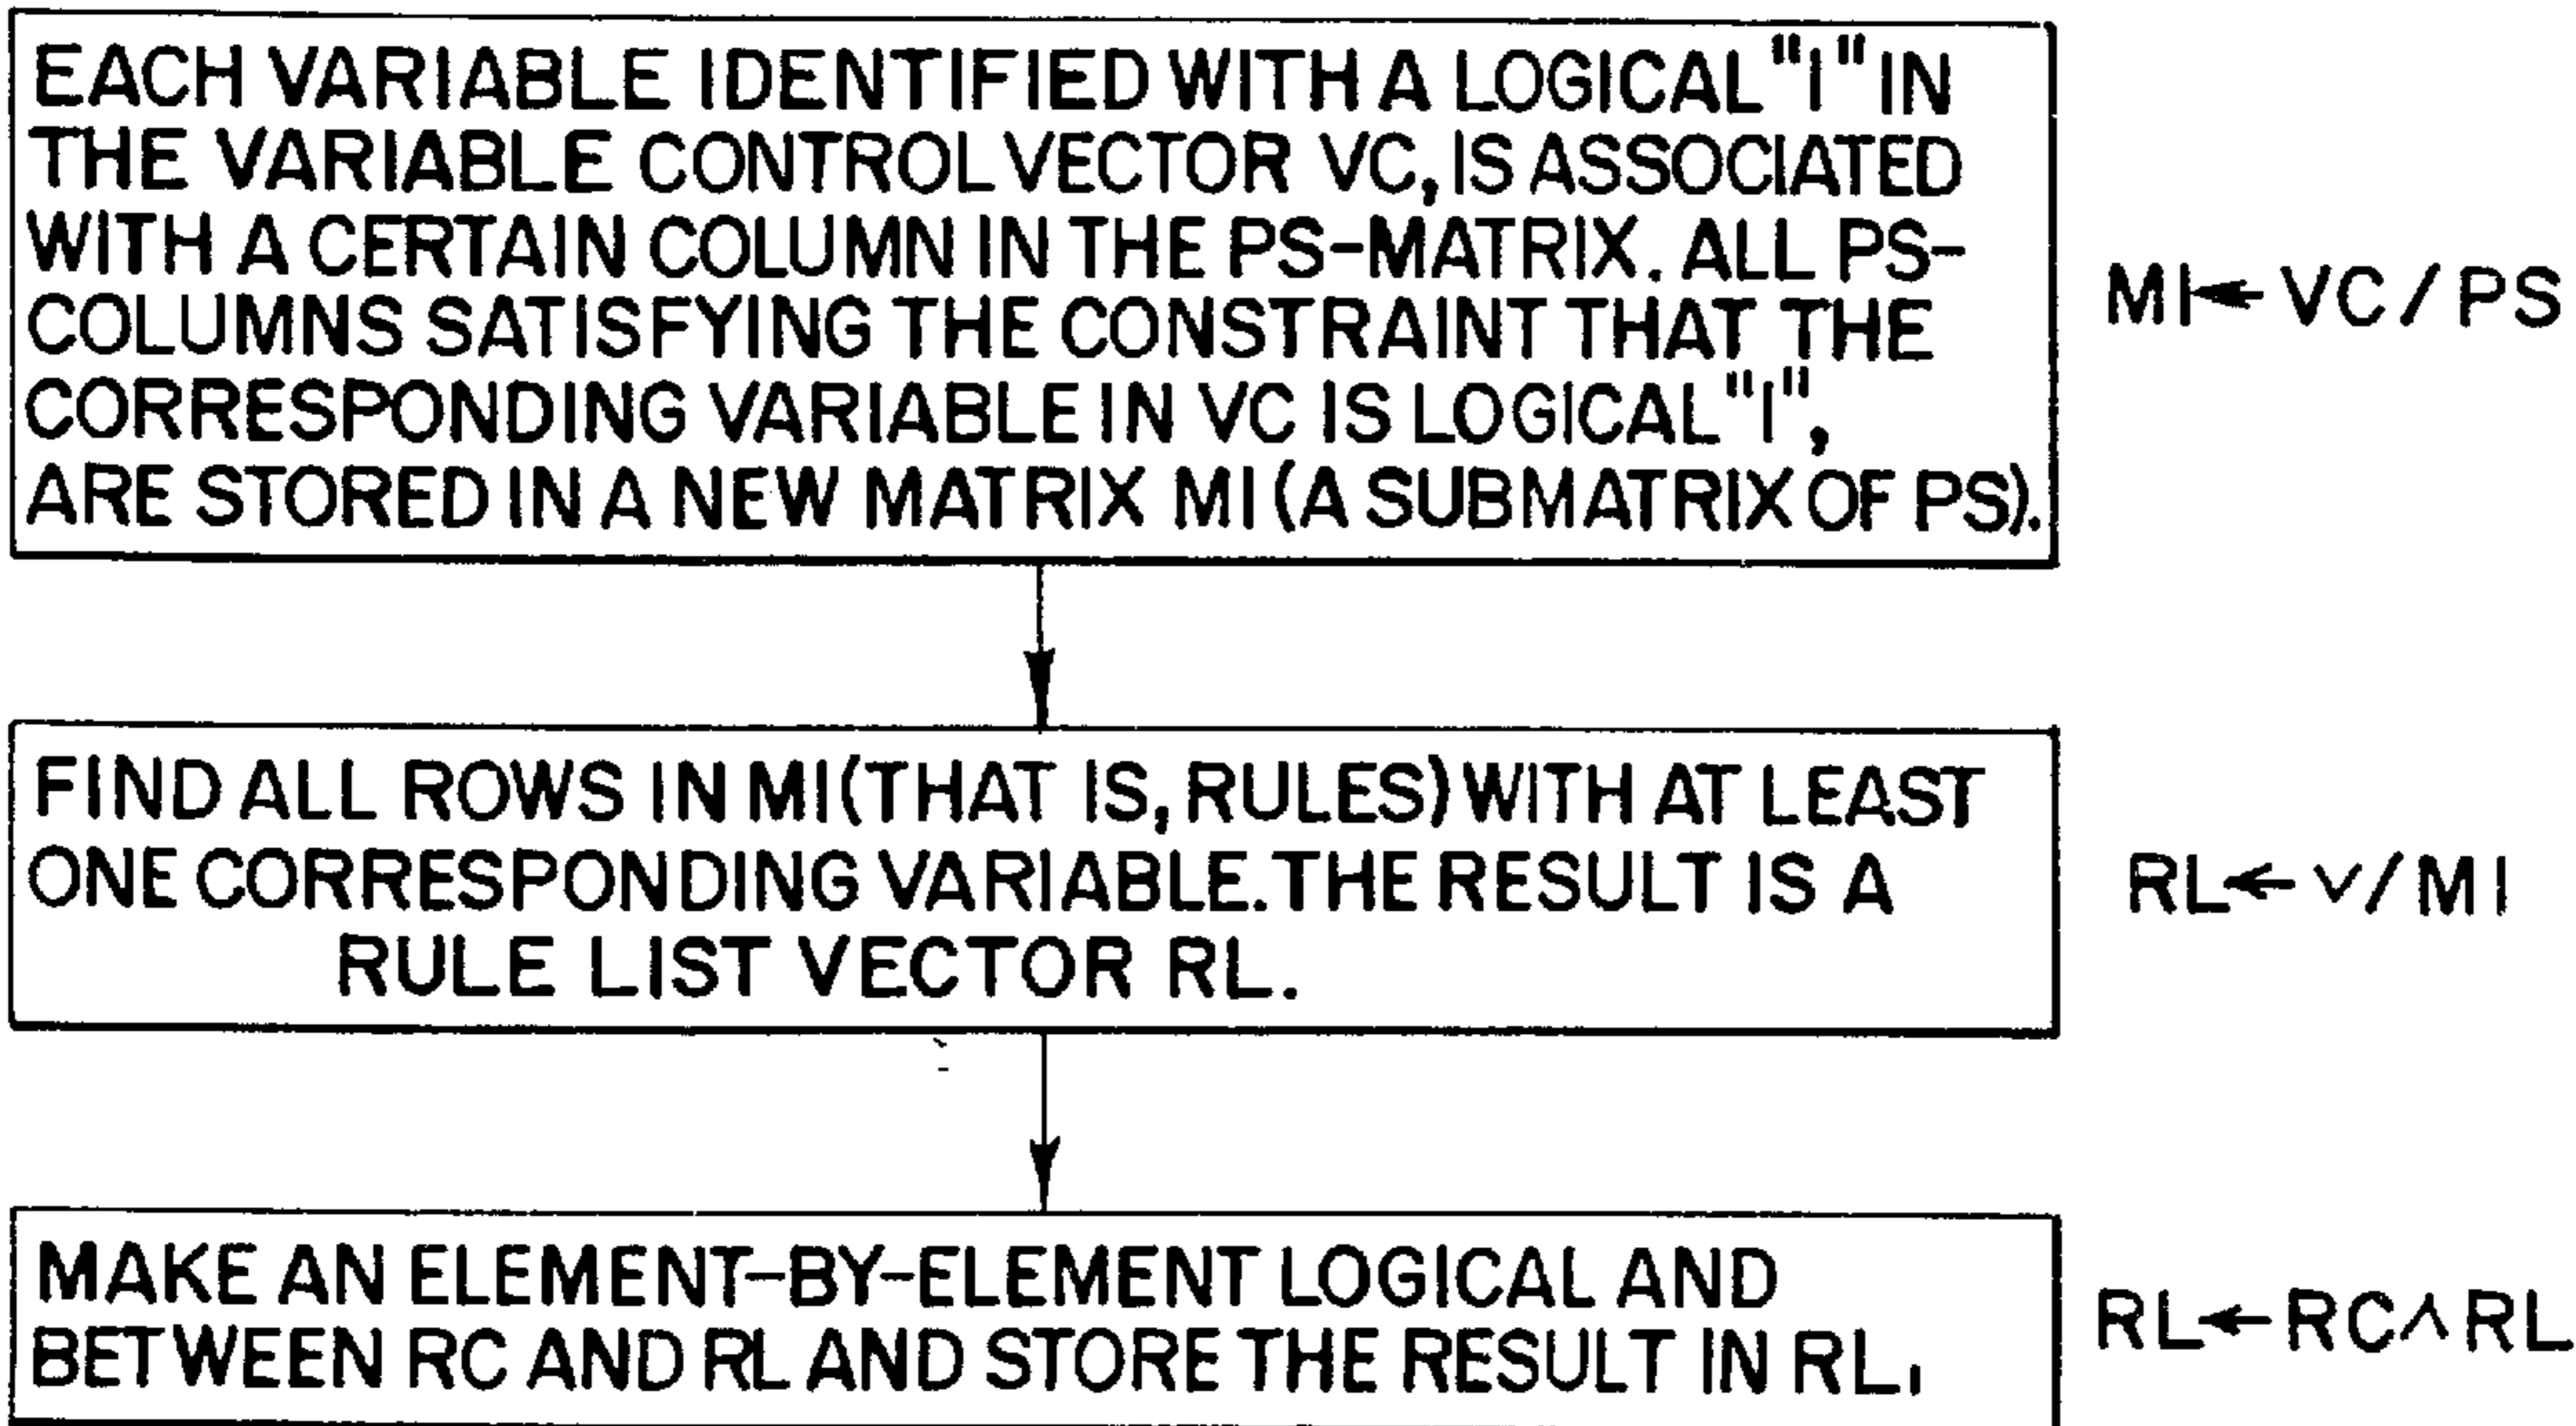 EACH VARIABLE IDENTIFIED WITH A LOGICAL "1" IN
THE VARIABLE CONTROL VECTOR VC, IS ASSOCIATED
WITH A CERTAIN COLUMN IN THE PS-MATRIX. ALL PS-
COLUMNS SATISFYING THE CONSTRAINT THAT THE
CORRESPONDING VARIABLE IN VC IS LOGICAL "1",
ARE STORED IN A NEW MATRIX M1 (A SUBMATRIX OF PS).
M1← VC / PS
FIND ALL ROWS IN M1 (THAT IS, RULES) WITH AT LEAST
ONE CORRESPONDING VARIABLE. THE RESULT IS A
RULE LIST VECTOR RL.
RL← ∨/M1
MAKE AN ELEMENT-BY-ELEMENT LOGICAL AND
BETWEEN RC AND RL AND STORE THE RESULT IN RL.
RL←RC∧RL